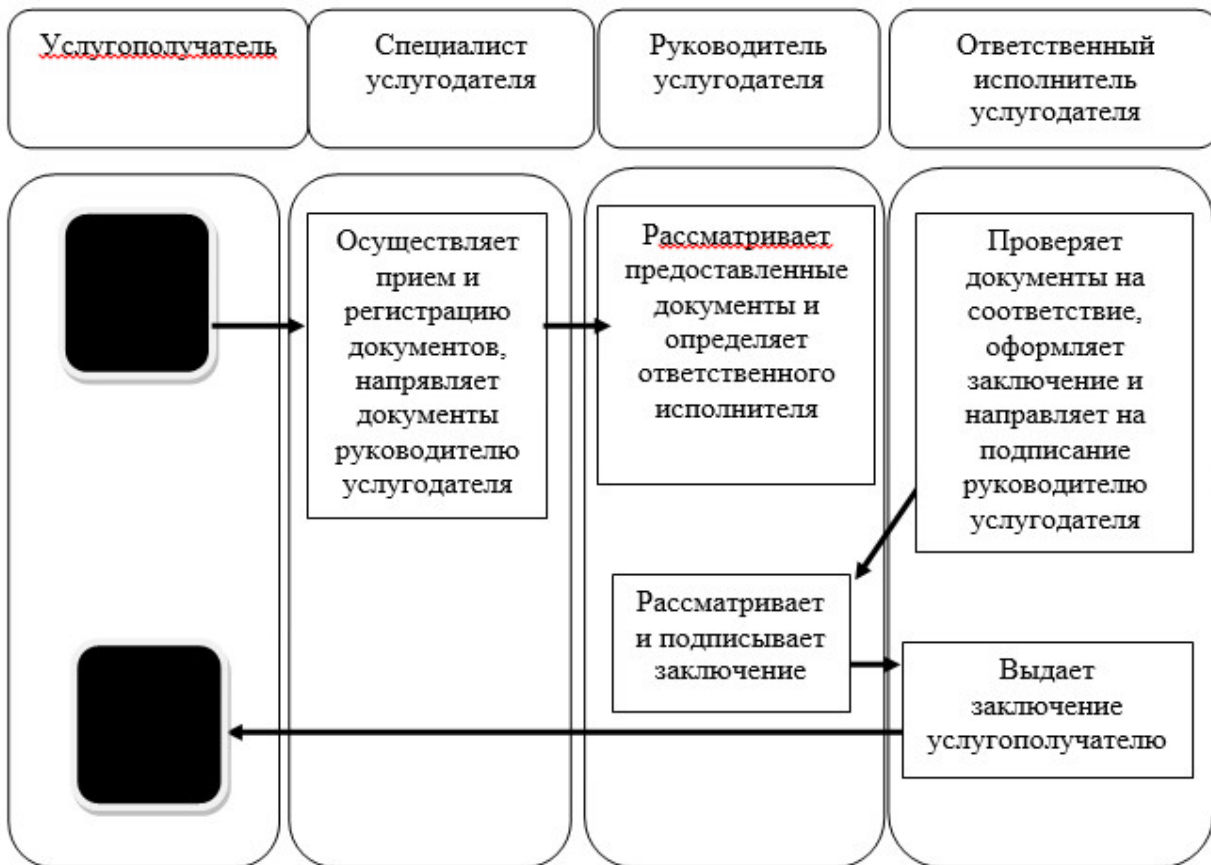 Услугополучатель
Специалист
услугодателя
Руководитель
услугодателя
Ответственный
исполнитель
услугодателя
Осуществляет
прием и
регистрацию
документов,
напрявляет
документы
руководителю
услугодателя
Рассматривает
предоставленные
документы и
определяет
ответственного
исполнителя
Проверяет
документы на
соответствие,
оформляет
заключение и
направляет на
подписание
руководителю
услугодателя
Рассматривает
и подписывает
заключение
Выдает
заключение
услугополучателю